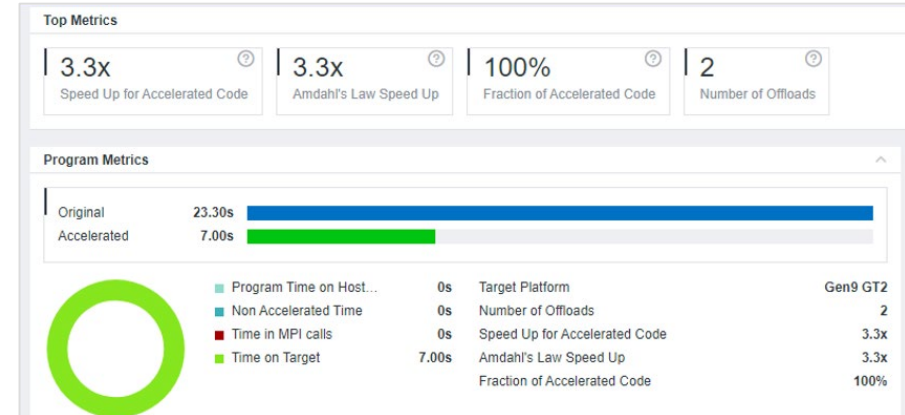 Top Metrics
3.3x
Speed Up for Accelerated Code
3.3x
Amdahl's Law Speed Up
100%
Fraction of Accelerated Code
2
Number of Offloads
Program Metrics
Original 23.30s
Accelerated 7.00s
Program Time on Host... 0s
Non Accelerated Time 0s
Time in MPI calls 0s
Time on Target 7.00s
Target Platform Gen9 GT2
Number of Offloads 2
Speed Up for Accelerated Code 3.3x
Amdahl's Law Speed Up 3.3x
Fraction of Accelerated Code 100%